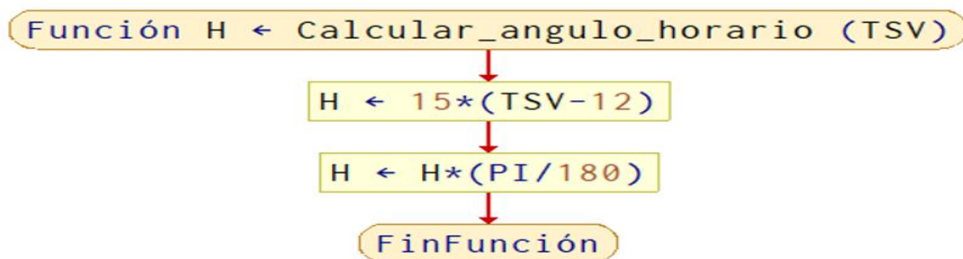 Función H ← Calcular_angulo_horario (TSV)
H ← 15*(TSV-12)
H ← H*(PI/180)
FinFunción